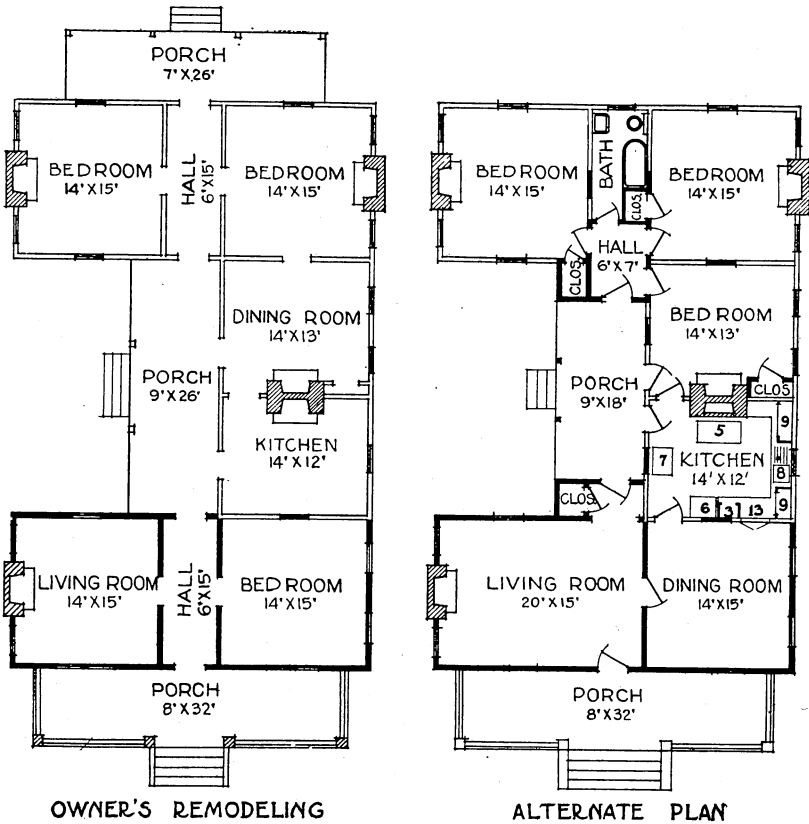 PORCH
7'X26'
BEDROOM
14'X15'
HALL
6'X15'
BEDROOM
14'X15'
DINING ROOM
14'X13'
PORCH
9'X26'
KITCHEN
14'X12'
LIVING ROOM
14'X15'
HALL
6'X15'
BEDROOM
14'X15'
PORCH
8'X32'
OWNER'S REMODELING
BEDROOM
14'X15'
BATH
BEDROOM
14'X15'
CLOS.
HALL
6'X7'
CLOS.
BEDROOM
14'X13'
CLOS.
PORCH
9'X18'
5
9
7
KITCHEN
14'X12'
8
6
3
13
9
CLOS.
LIVING ROOM
20'X15'
DINING ROOM
14'X15'
PORCH
8'X32'
ALTERNATE PLAN